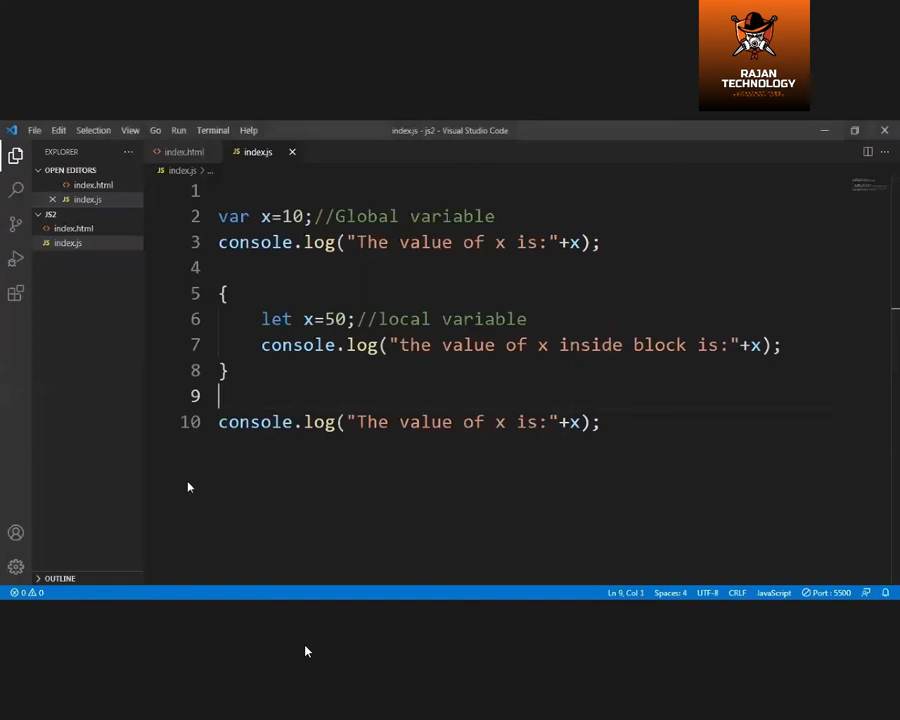 RAJAN
TECHNOLOGY
File Edit Selection View Go Run Terminal Help
index.js - js2 - Visual Studio Code
EXPLORER
index.html
index.js
index.js > ...
OPEN EDITORS
index.html
index.js
JS2
index.html
index.js
1
2 var x=10;//Global variable
3 console.log("The value of x is:"+x);
4
5 {
6 let x=50;//local variable
7 console.log("the value of x inside block is:"+x);
8 }
9
10 console.log("The value of x is:"+x);
OUTLINE
0 0
Ln 9, Col 1 Spaces: 4 UTF-8 CRLF JavaScript Port : 5500